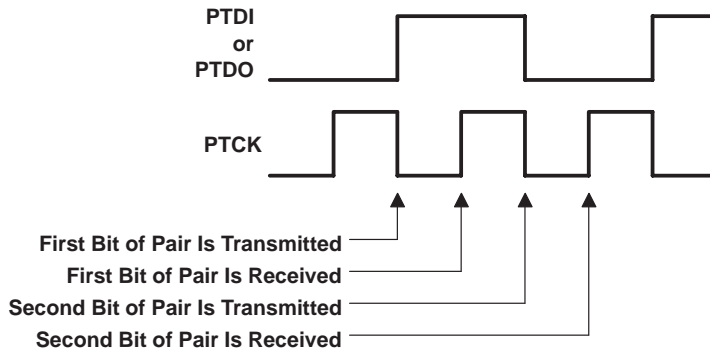 PTDI
or
PTDO
PTCK
First Bit of Pair Is Transmitted
First Bit of Pair Is Received
Second Bit of Pair Is Transmitted
Second Bit of Pair Is Received